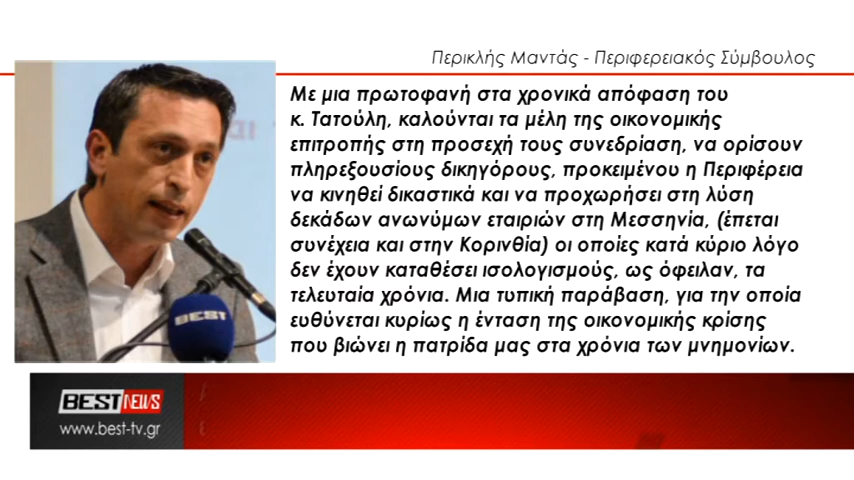 Περικλής Μαντάς - Περιφερειακός Σύμβουλος
Με μια πρωτοφανή στα χρονικά απόφαση του
κ. Τατούλη, καλούνται τα μέλη της οικονομικής
επιτροπής στη προσεχή τους συνεδρίαση, να ορίσουν
πληρεξουσίους δικηγόρους, προκειμένου η Περιφέρεια
να κινηθεί δικαστικά και να προχωρήσει στη λύση
δεκάδων ανωνύμων εταιριών στη Μεσσηνία, (έπεται
συνέχεια και στην Κορινθία) οι οποίες κατά κύριο λόγο
δεν έχουν καταθέσει ισολογισμούς, ως όφειλαν, τα
τελευταία χρόνια. Μια τυπική παράβαση, για την οποία
ευθύνεται κυρίως η ένταση της οικονομικής κρίσης
που βιώνει η πατρίδα μας στα χρόνια των μνημονίων.
BEST
BEST NEWS
www.best-tv.gr